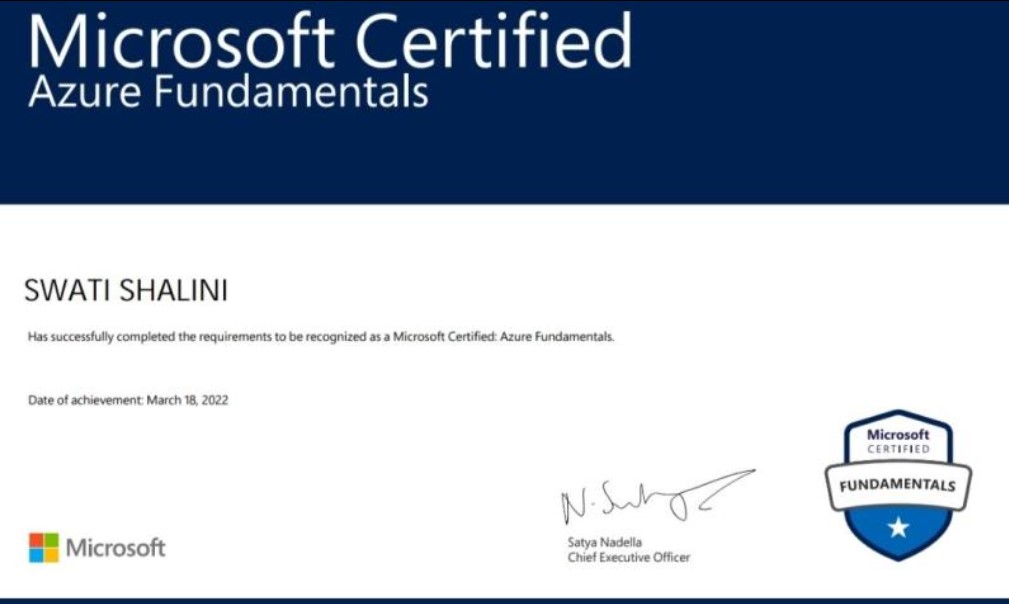 Microsoft Certified
Azure Fundamentals
SWATI SHALINI
Has successfully completed the requirements to be recognized as a Microsoft Certified: Azure Fundamentals.
Date of achievement: March 18, 2022
Microsoft
CERTIFIED
FUNDAMENTALS
N. Satya
Satya Nadella
Chief Executive Officer
Microsoft